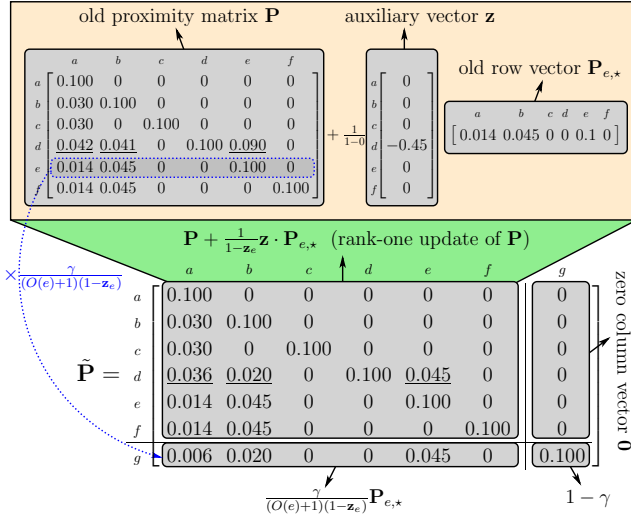 old proximity matrix P auxiliary vector z
old row vector P_{e,⋆}
a b c d e f
a 0.100 0 0 0 0 0
b 0.030 0.100 0 0 0 0
c 0.030 0 0.100 0 0 0
d 0.042 0.041 0 0.100 0.090 0
e 0.014 0.045 0 0 0.100 0
f 0.014 0.045 0 0 0 0.100
+ 1/(1−0)
a 0
b 0
c 0
d −0.45
e 0
f 0
a b c d e f
[ 0.014 0.045 0 0 0.1 0 ]
P + 1/(1−z_e) z · P_{e,⋆} (rank-one update of P)
× γ/((O(e)+1)(1−z_e))
a b c d e f g
P̃ =
a 0.100 0 0 0 0 0 0
b 0.030 0.100 0 0 0 0 0
c 0.030 0 0.100 0 0 0 0
d 0.036 0.020 0 0.100 0.045 0 0
e 0.014 0.045 0 0 0.100 0 0
f 0.014 0.045 0 0 0 0.100 0
g 0.006 0.020 0 0 0.045 0 0.100
zero column vector 0
γ/((O(e)+1)(1−z_e)) P_{e,⋆} 1 − γ